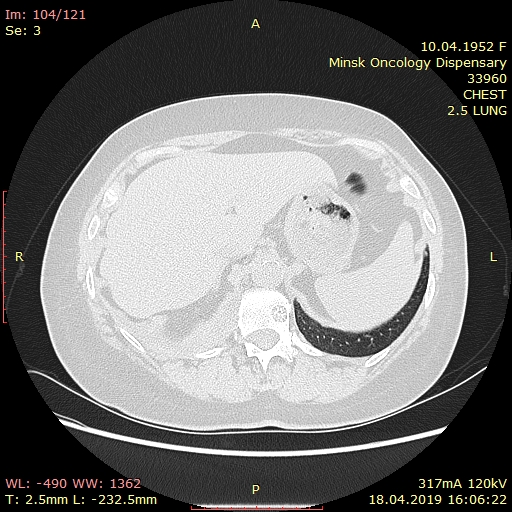 Im: 104/121
Se: 3
A
10.04.1952 F
Minsk Oncology Dispensary
33960
CHEST
2.5 LUNG
R
L
WL: -490 WW: 1362
T: 2.5mm L: -232.5mm
P
317mA 120kV
18.04.2019 16:06:22